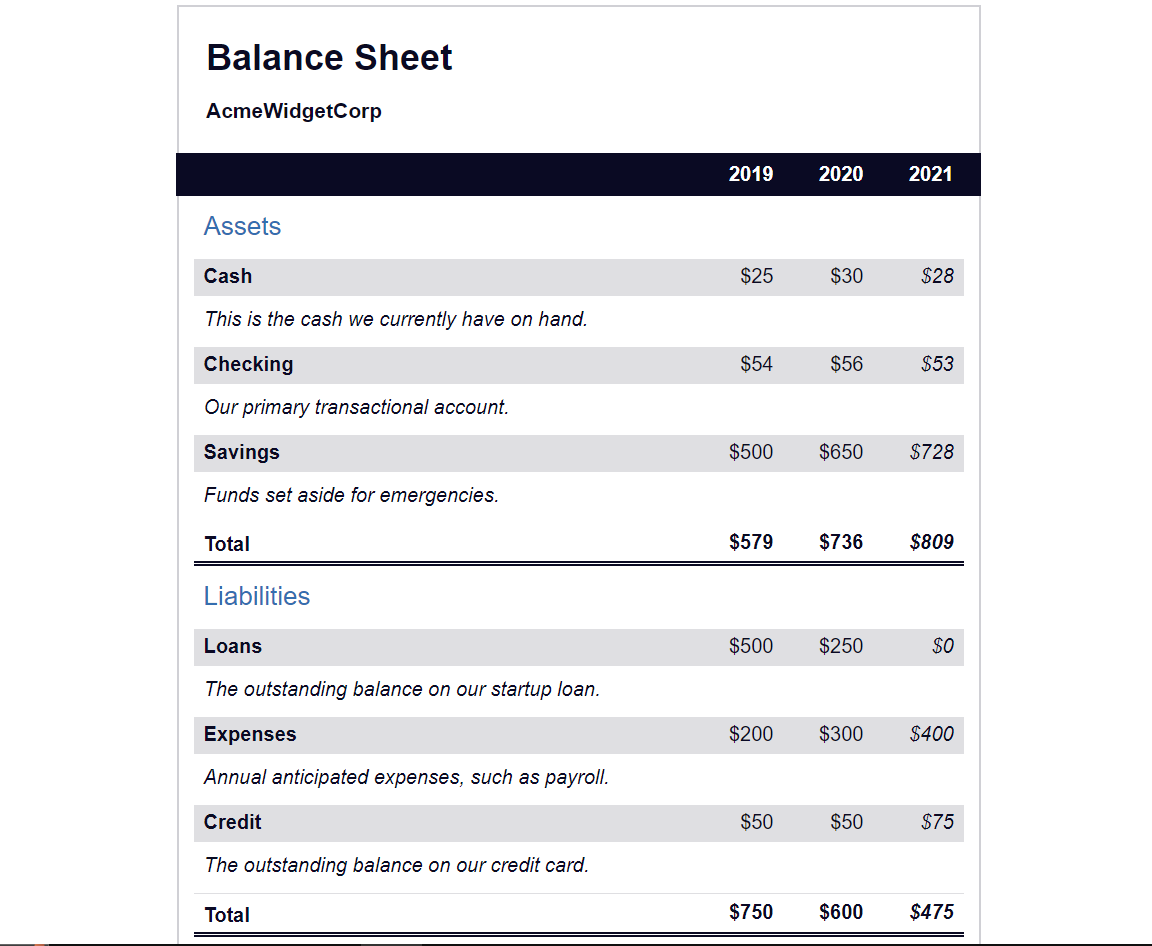 Balance Sheet
AcmeWidgetCorp
2019 2020 2021
Assets
Cash $25 $30 $28
This is the cash we currently have on hand.
Checking $54 $56 $53
Our primary transactional account.
Savings $500 $650 $728
Funds set aside for emergencies.
Total $579 $736 $809
Liabilities
Loans $500 $250 $0
The outstanding balance on our startup loan.
Expenses $200 $300 $400
Annual anticipated expenses, such as payroll.
Credit $50 $50 $75
The outstanding balance on our credit card.
Total $750 $600 $475